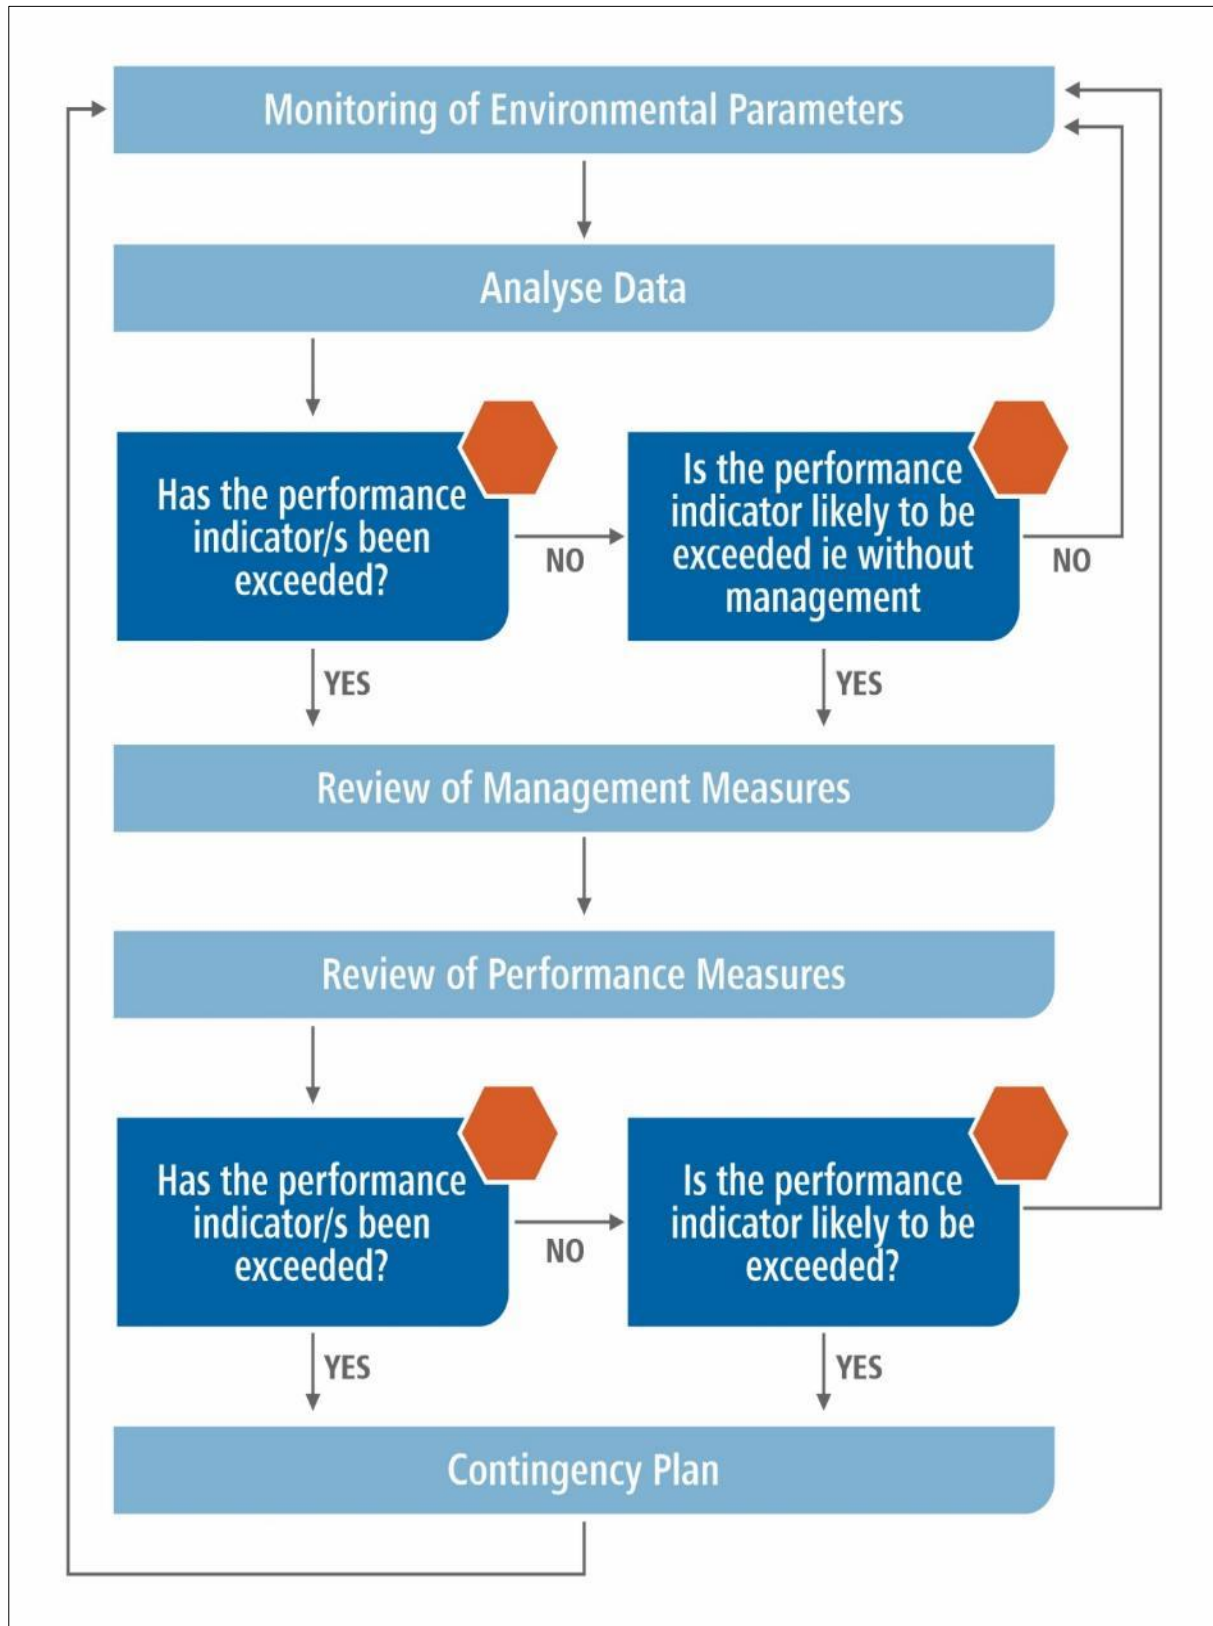 Monitoring of Environmental Parameters
Analyse Data
Has the performance
indicator/s been
exceeded?
NO
Is the performance
indicator likely to be
exceeded ie without
management
NO
YES
YES
Review of Management Measures
Review of Performance Measures
Has the performance
indicator/s been
exceeded?
NO
Is the performance
indicator likely to be
exceeded?
YES
YES
Contingency Plan